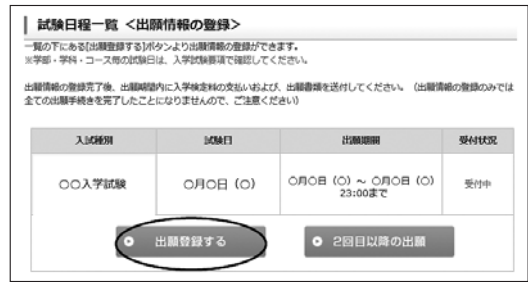 試験日程一覧 <出願情報の登録>
一覧の下にある[出願登録する]ボタンより出願情報の登録ができます。
※学部・学科・コース毎の試験日は、入学試験要項で確認してください。
出願情報の登録完了後、出願期間内に入学検定料の支払いおよび、出願書類を送付してください。（出願情報の登録のみでは
全ての出願手続きを完了したことになりませんので、ご注意ください）
入試種別 試験日 出願期間 受付状況
○○入学試験 ○月○日（○） ○月○日（○）～ ○月○日（○） 受付中
23:00まで
出願登録する 2回目以降の出願